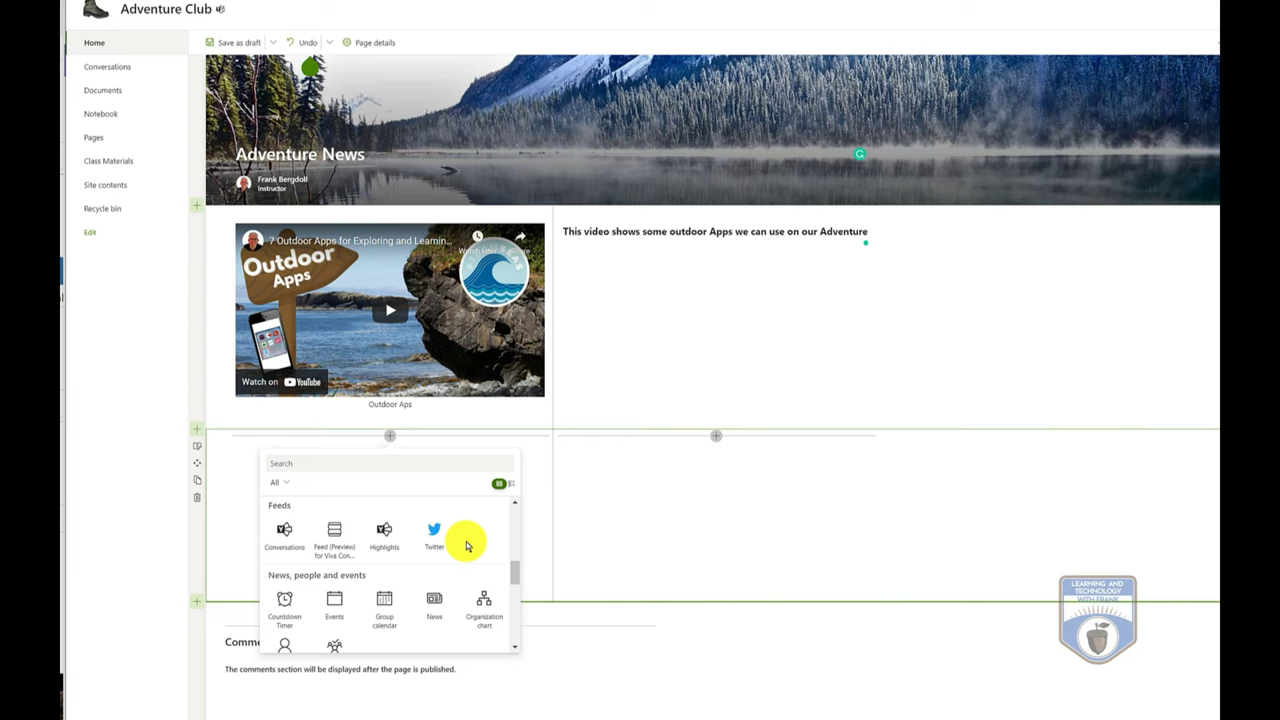 Adventure Club
Home
Conversations
Documents
Notebook
Pages
Class Materials
Site contents
Recycle bin
Edit
Save as draft
Undo
Page details
Adventure News
Frank Bergdoll
Instructor
7 Outdoor Apps for Exploring and Learnin...
Outdoor
Apps
Watch on YouTube
Outdoor Aps
This video shows some outdoor Apps we can use on our Adventure
Search
All
Feeds
Conversations
Feed (Preview)
for Viva Con...
Highlights
Twitter
News, people and events
Countdown
Timer
Events
Group
calendar
News
Organization
chart
Comme
The comments section will be displayed after the page is published.
LEARNING AND
TECHNOLOGY
WITH FRANK